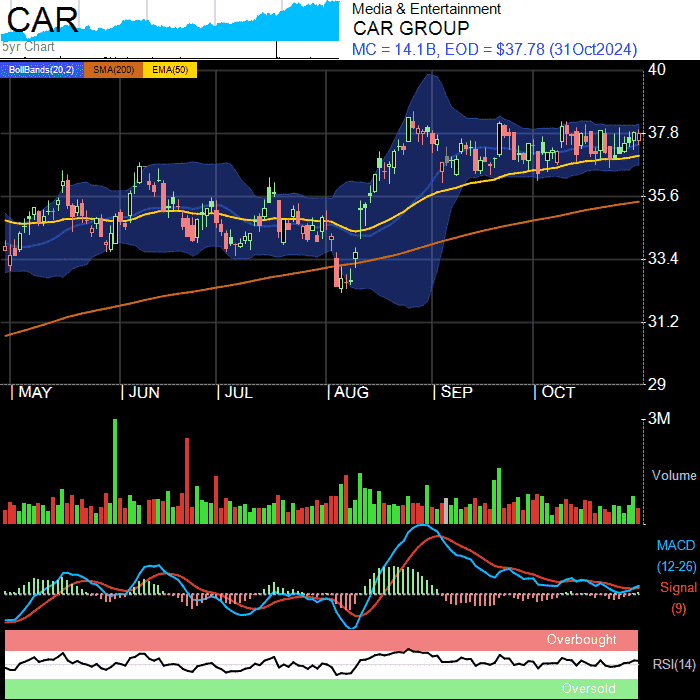 CAR
5yr Chart
Media & Entertainment
CAR GROUP
MC = 14.1B, EOD = $37.78 (31Oct2024)
BollBands(20,2) SMA(200) EMA(50)
40
37.8
35.6
33.4
31.2
29
MAY JUN JUL AUG SEP OCT
3M
Volume
MACD
(12-26)
Signal
(9)
Overbought
RSI(14)
Oversold